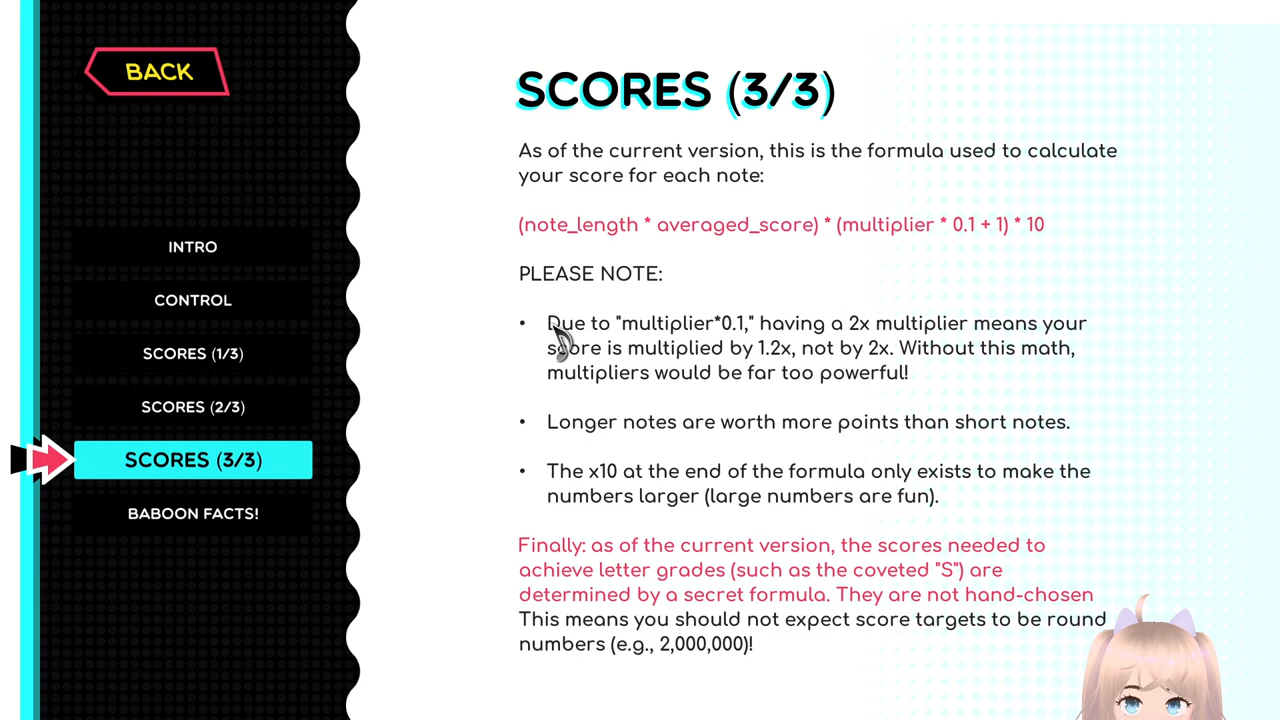 BACK
INTRO
CONTROL
SCORES (1/3)
SCORES (2/3)
SCORES (3/3)
BABOON FACTS!
SCORES (3/3)
As of the current version, this is the formula used to calculate
your score for each note:
(note_length * averaged_score) * (multiplier * 0.1 + 1) * 10
PLEASE NOTE:
• Due to "multiplier*0.1," having a 2x multiplier means your
score is multiplied by 1.2x, not by 2x. Without this math,
multipliers would be far too powerful!
• Longer notes are worth more points than short notes.
• The x10 at the end of the formula only exists to make the
numbers larger (large numbers are fun).
Finally: as of the current version, the scores needed to
achieve letter grades (such as the coveted "S") are
determined by a secret formula. They are not hand-chosen
This means you should not expect score targets to be round
numbers (e.g., 2,000,000)!